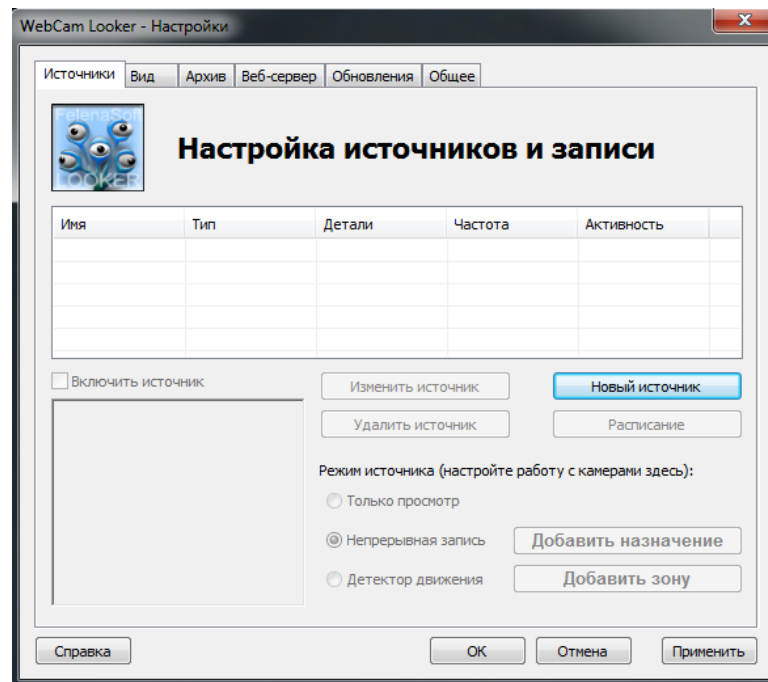 WebCam Looker - Настройки
Источники Вид Архив Веб-сервер Обновления Общее
FelenaSoft
LOOKER
Настройка источников и записи
Имя Тип Детали Частота Активность
Включить источник Изменить источник Новый источник
Удалить источник Расписание
Режим источника (настройте работу с камерами здесь):
Только просмотр
Непрерывная запись Добавить назначение
Детектор движения Добавить зону
Справка ОК Отмена Применить